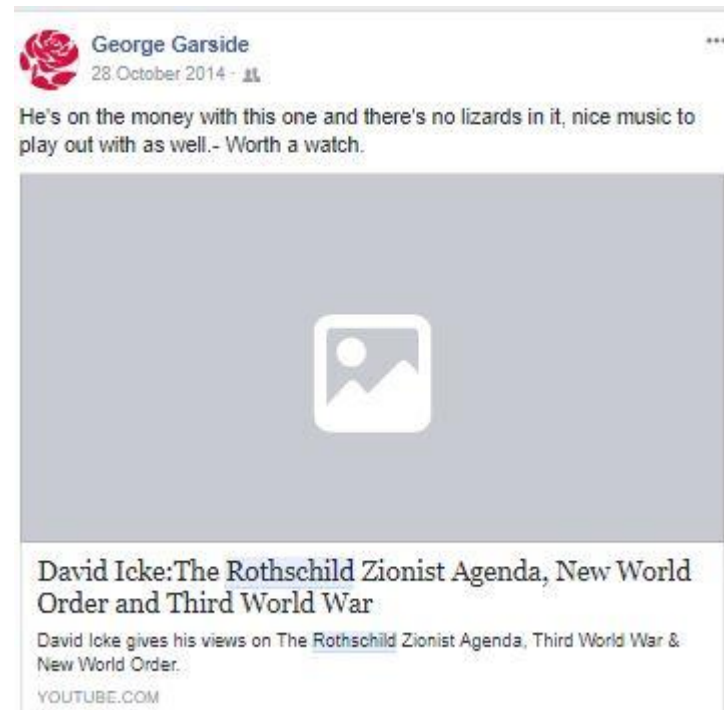 George Garside
28 October 2014 ·
He's on the money with this one and there's no lizards in it, nice music to
play out with as well.- Worth a watch.
David Icke:The Rothschild Zionist Agenda, New World
Order and Third World War
David Icke gives his views on The Rothschild Zionist Agenda, Third World War &
New World Order.
YOUTUBE.COM